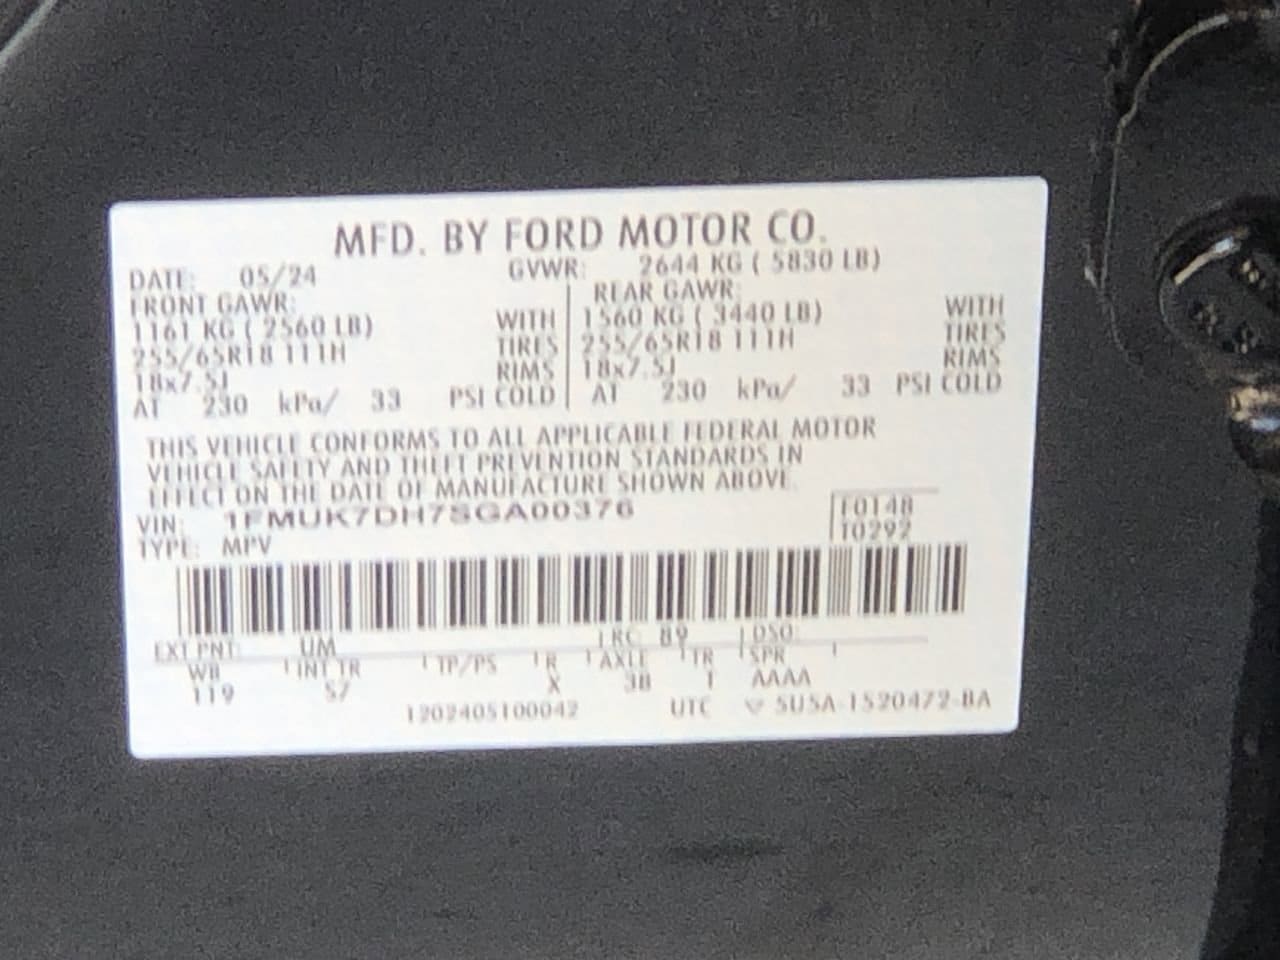 MFD. BY FORD MOTOR CO.
DATE: 05/24 GVWR: 2644 KG ( 5830 LB)
FRONT GAWR: REAR GAWR:
1161 KG ( 2560 LB) WITH 1560 KG ( 3440 LB) WITH
255/65R18 111H TIRES 255/65R18 111H TIRES
18x7.5J RIMS 18x7.5J RIMS
AT 230 kPa/ 33 PSI COLD AT 230 kPa/ 33 PSI COLD
THIS VEHICLE CONFORMS TO ALL APPLICABLE FEDERAL MOTOR
VEHICLE SAFETY AND THEFT PREVENTION STANDARDS IN
EFFECT ON THE DATE OF MANUFACTURE SHOWN ABOVE.
VIN: 1FMUK7DH7SGA00376 F0148
TYPE: MPV T0292
EXT PNT: UM RC: 89 DSO:
WB INT TR TP/PS R AXLE TR SPR
119 S7 X 3B T AAAA
1202405100042 UTC ▽ 5U5A-1520472-BA